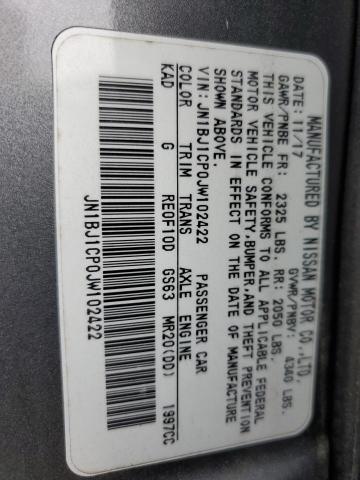 MANUFACTURED BY NISSAN MOTOR CO.,LTD.
DATE: 11/17 GVWR/PNBV: 4340 LBS.
GAWR/PNBE FR: 2325 LBS. RR: 2050 LBS.
THIS VEHICLE CONFORMS TO ALL APPLICABLE FEDERAL
MOTOR VEHICLE SAFETY,BUMPER,AND THEFT PREVENTION
STANDARDS IN EFFECT ON THE DATE OF MANUFACTURE
SHOWN ABOVE.
VIN:JN1BJ1CP0JW102422 PASSENGER CAR
COLOR TRIM TRANS AXLE ENGINE
KAD G RE0F10D GS63 MR20(DD) 1997CC
JN1BJ1CP0JW102422